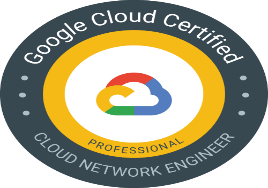 Google Cloud Certified
PROFESSIONAL
CLOUD NETWORK ENGINEER